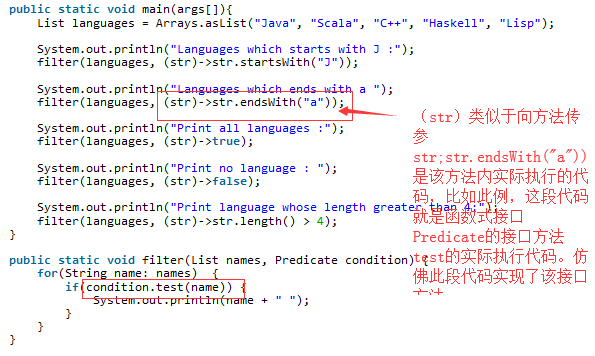 public static void main(args[]){
List languages = Arrays.asList("Java", "Scala", "C++", "Haskell", "Lisp");
System.out.println("Languages which starts with J :");
filter(languages, (str)->str.startsWith("J"));
System.out.println("Languages which ends with a ");
filter(languages, (str)->str.endsWith("a"));
System.out.println("Print all languages :");
filter(languages, (str)->true);
System.out.println("Print no language : ");
filter(languages, (str)->false);
System.out.println("Print language whose length greater than 4:");
filter(languages, (str)->str.length() > 4);
}
public static void filter(List names, Predicate condition) {
for(String name: names)  {
if(condition.test(name)) {
System.out.println(name + " ");
}
}
}
（str）类似于向方法传
参
str;str.endsWith("a"))
是该方法内实际执行的代
码，比如此例，这段代码
就是函数式接口
Predicate的接口方法
test的实际执行代码。仿
佛此段代码实现了该接口
方法